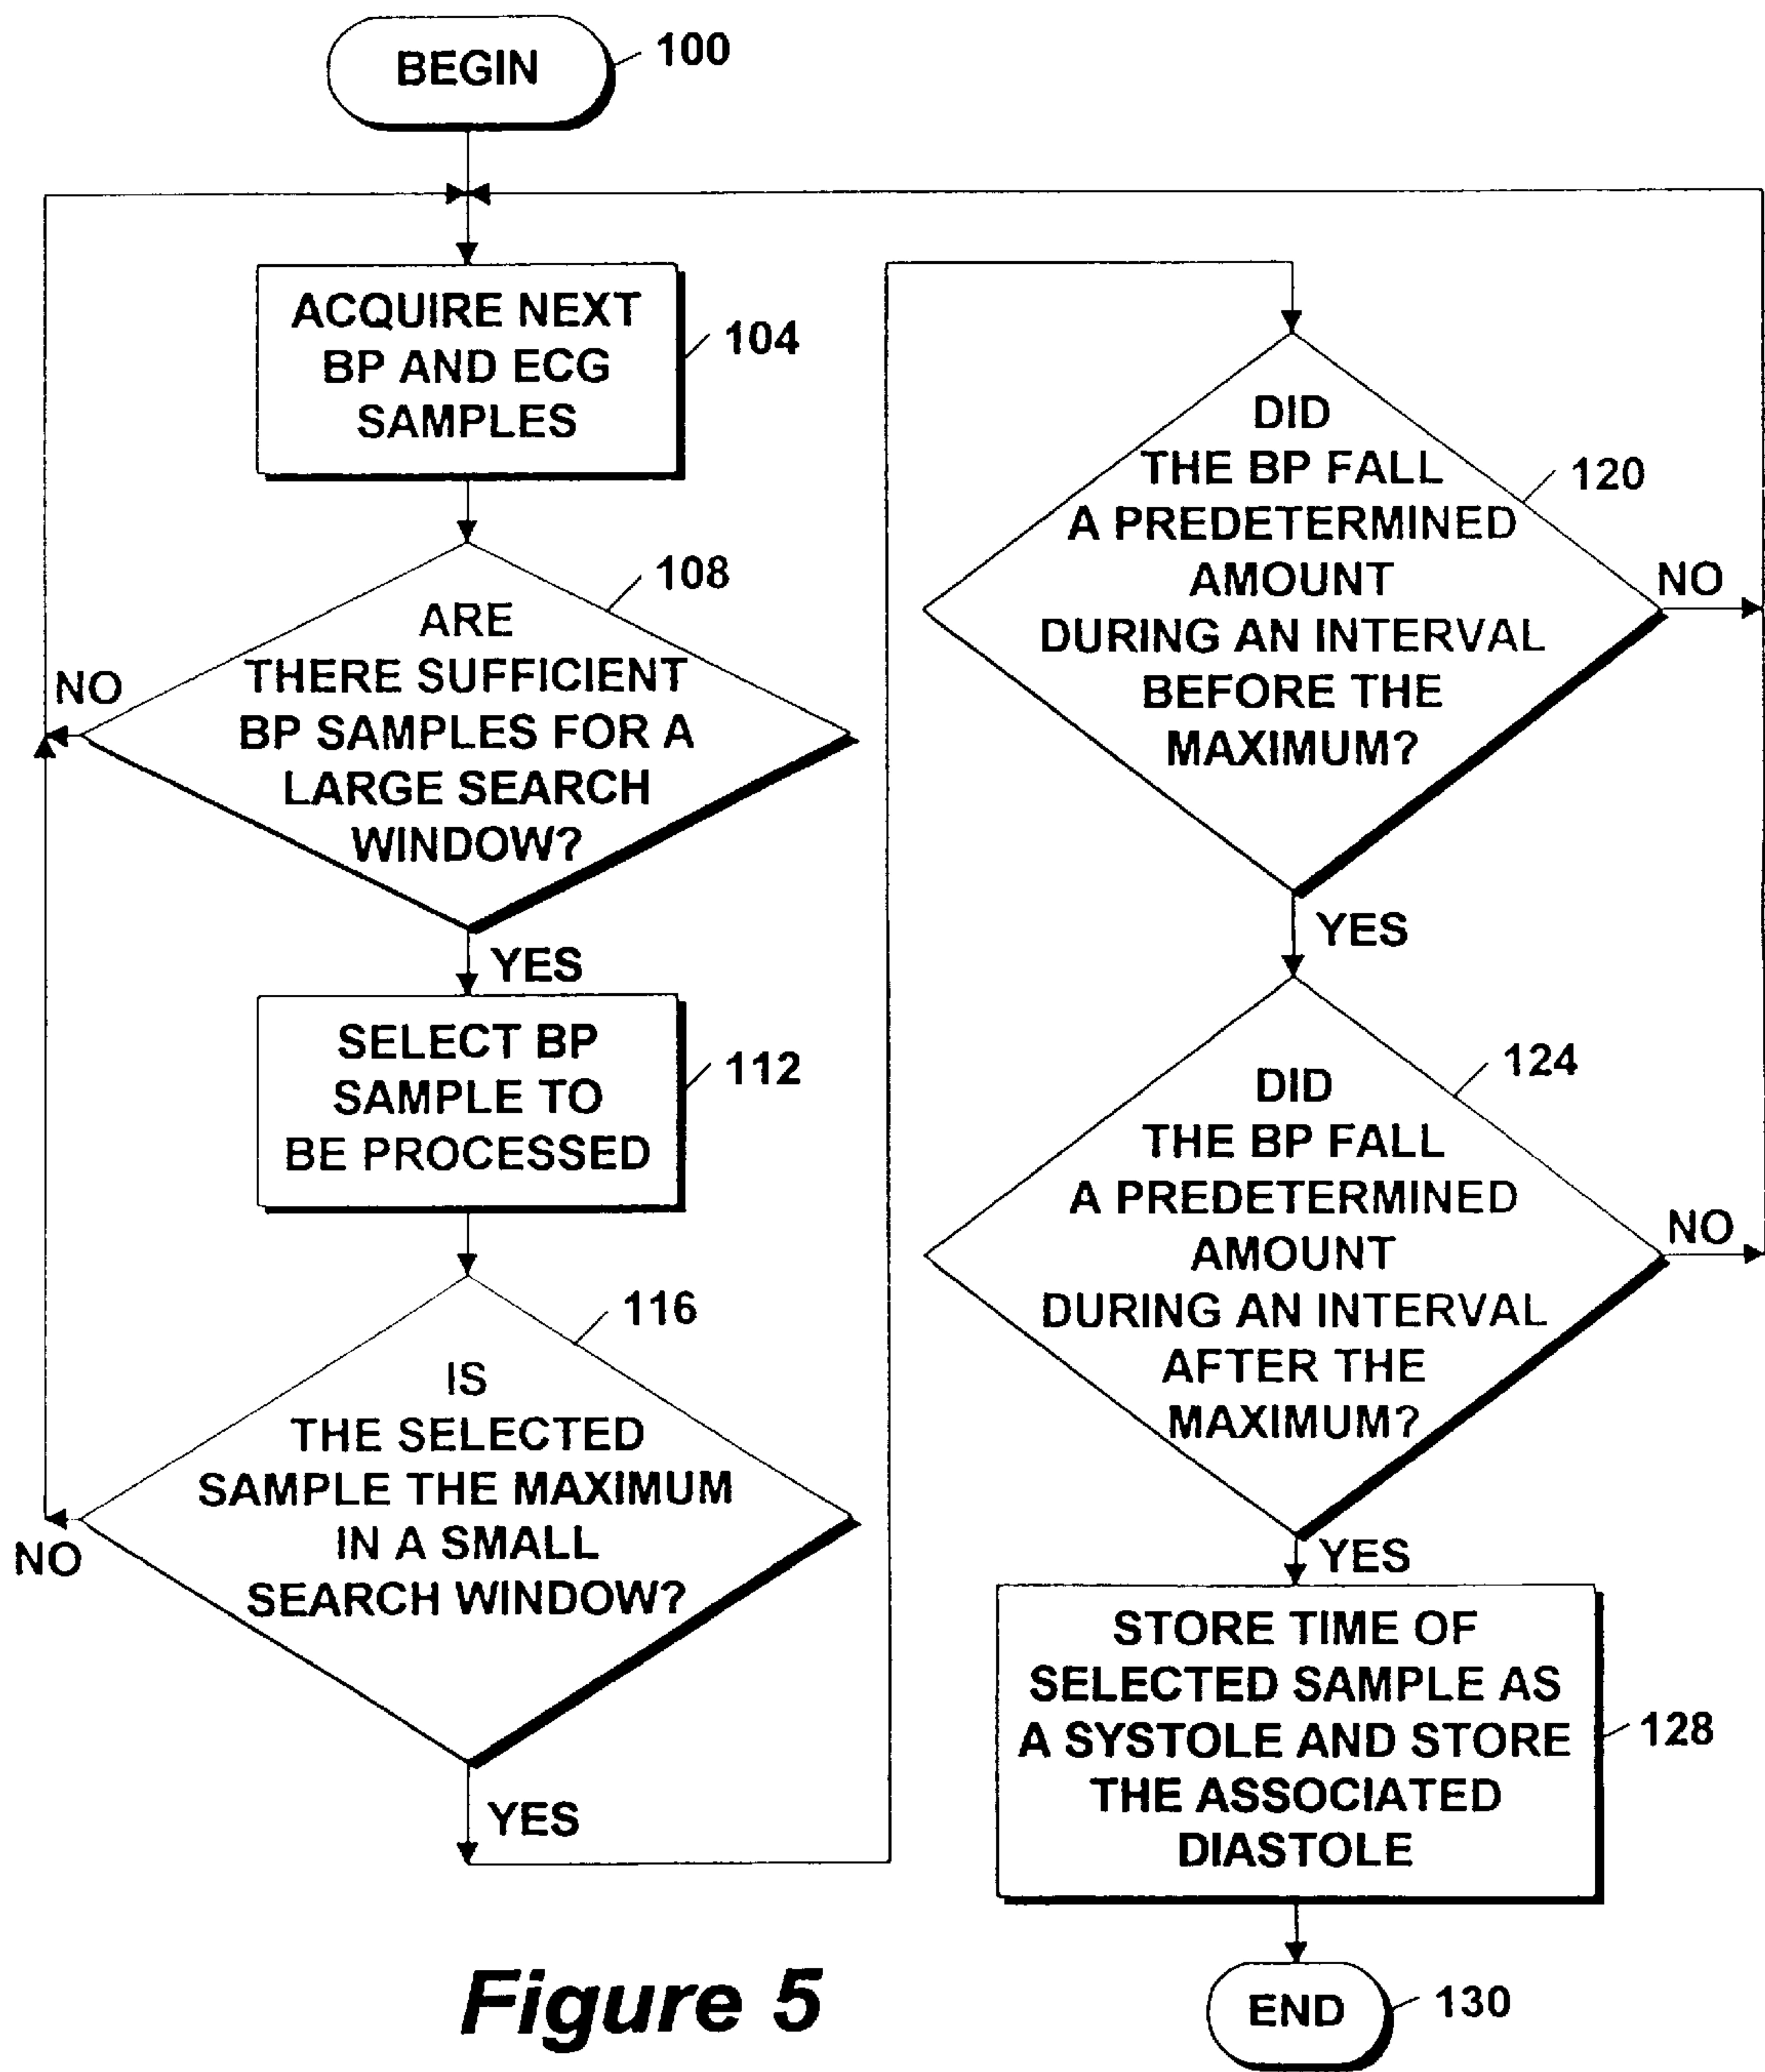 BEGIN
100
ACQUIRE NEXT
BP AND ECG
SAMPLES
104
108
ARE
THERE SUFFICIENT
BP SAMPLES FOR A
LARGE SEARCH
WINDOW?
NO
YES
SELECT BP
SAMPLE TO
BE PROCESSED
112
116
IS
THE SELECTED
SAMPLE THE MAXIMUM
IN A SMALL
SEARCH WINDOW?
NO
YES
DID
THE BP FALL
A PREDETERMINED
AMOUNT
DURING AN INTERVAL
BEFORE THE
MAXIMUM?
120
NO
YES
124
DID
THE BP FALL
A PREDETERMINED
AMOUNT
DURING AN INTERVAL
AFTER THE
MAXIMUM?
NO
YES
STORE TIME OF
SELECTED SAMPLE AS
A SYSTOLE AND STORE
THE ASSOCIATED
DIASTOLE
128
END
130
Figure 5